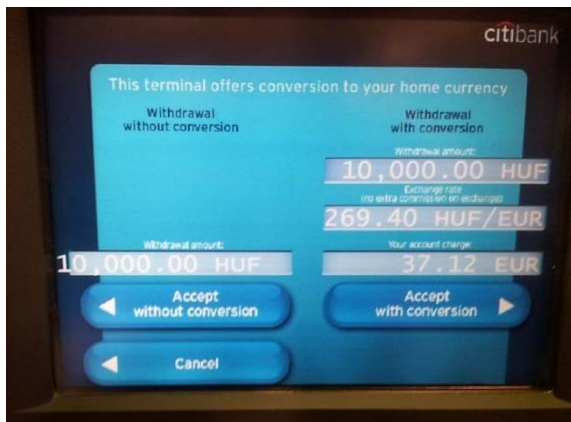 citibank
This terminal offers conversion to your home currency
Withdrawal
without conversion
Withdrawal
with conversion
Withdrawal amount:
10,000.00 HUF
Exchange rate
(no extra commission on exchange)
269.40 HUF/EUR
Withdrawal amount:
10,000.00 HUF
Your account charge:
37.12 EUR
Accept
without conversion
Accept
with conversion
Cancel